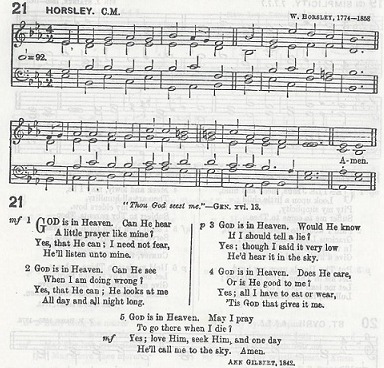 21 HORSLEY. C.M.
W. HORSLEY, 1774—1858
=92.
A-men.
21
"Thou God seest me."—GEN. xvi. 13.
mf 1 GOD is in Heaven. Can He hear
A little prayer like mine?
Yes, that He can; I need not fear,
He'll listen unto mine.
2 GOD is in Heaven. Can He see
When I am doing wrong?
Yes, that He can; He looks at me
All day and all night long.
p 3 GOD is in Heaven. Would He know
If I should tell a lie?
Yes; though I said it very low
He'd hear it in the sky.
4 GOD is in Heaven. Does He care,
Or is He good to me?
Yes; all I have to eat or wear,
'Tis GOD that gives it me.
5 GOD is in Heaven. May I pray
To go there when I die?
mf Yes; love Him, seek Him, and one day
He'll call me to the sky. Amen.
ANN GILBERT, 1842.